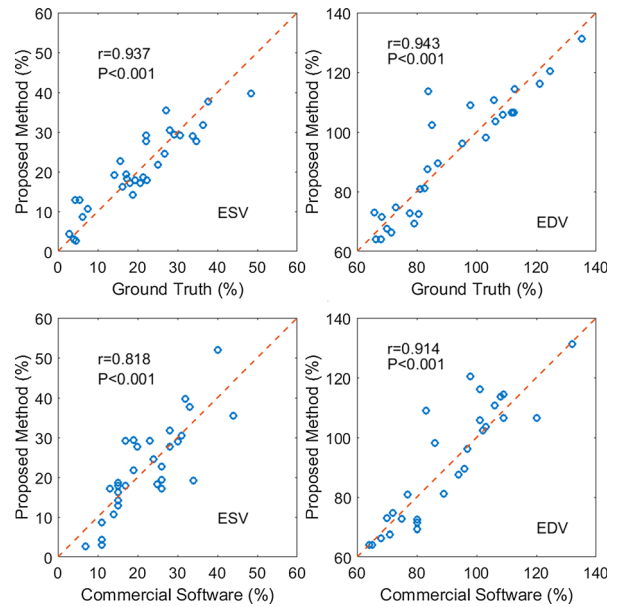 60
50
40
30
20
10
0
Proposed Method (%)
r=0.937
P<0.001
ESV
0 10 20 30 40 50 60
Ground Truth (%)
140
120
100
80
60
Proposed Method (%)
r=0.943
P<0.001
EDV
60 80 100 120 140
Ground Truth (%)
60
50
40
30
20
10
0
Proposed Method (%)
r=0.818
P<0.001
ESV
0 10 20 30 40 50 60
Commercial Software (%)
140
120
100
80
60
Proposed Method (%)
r=0.914
P<0.001
EDV
60 80 100 120 140
Commercial Software (%)